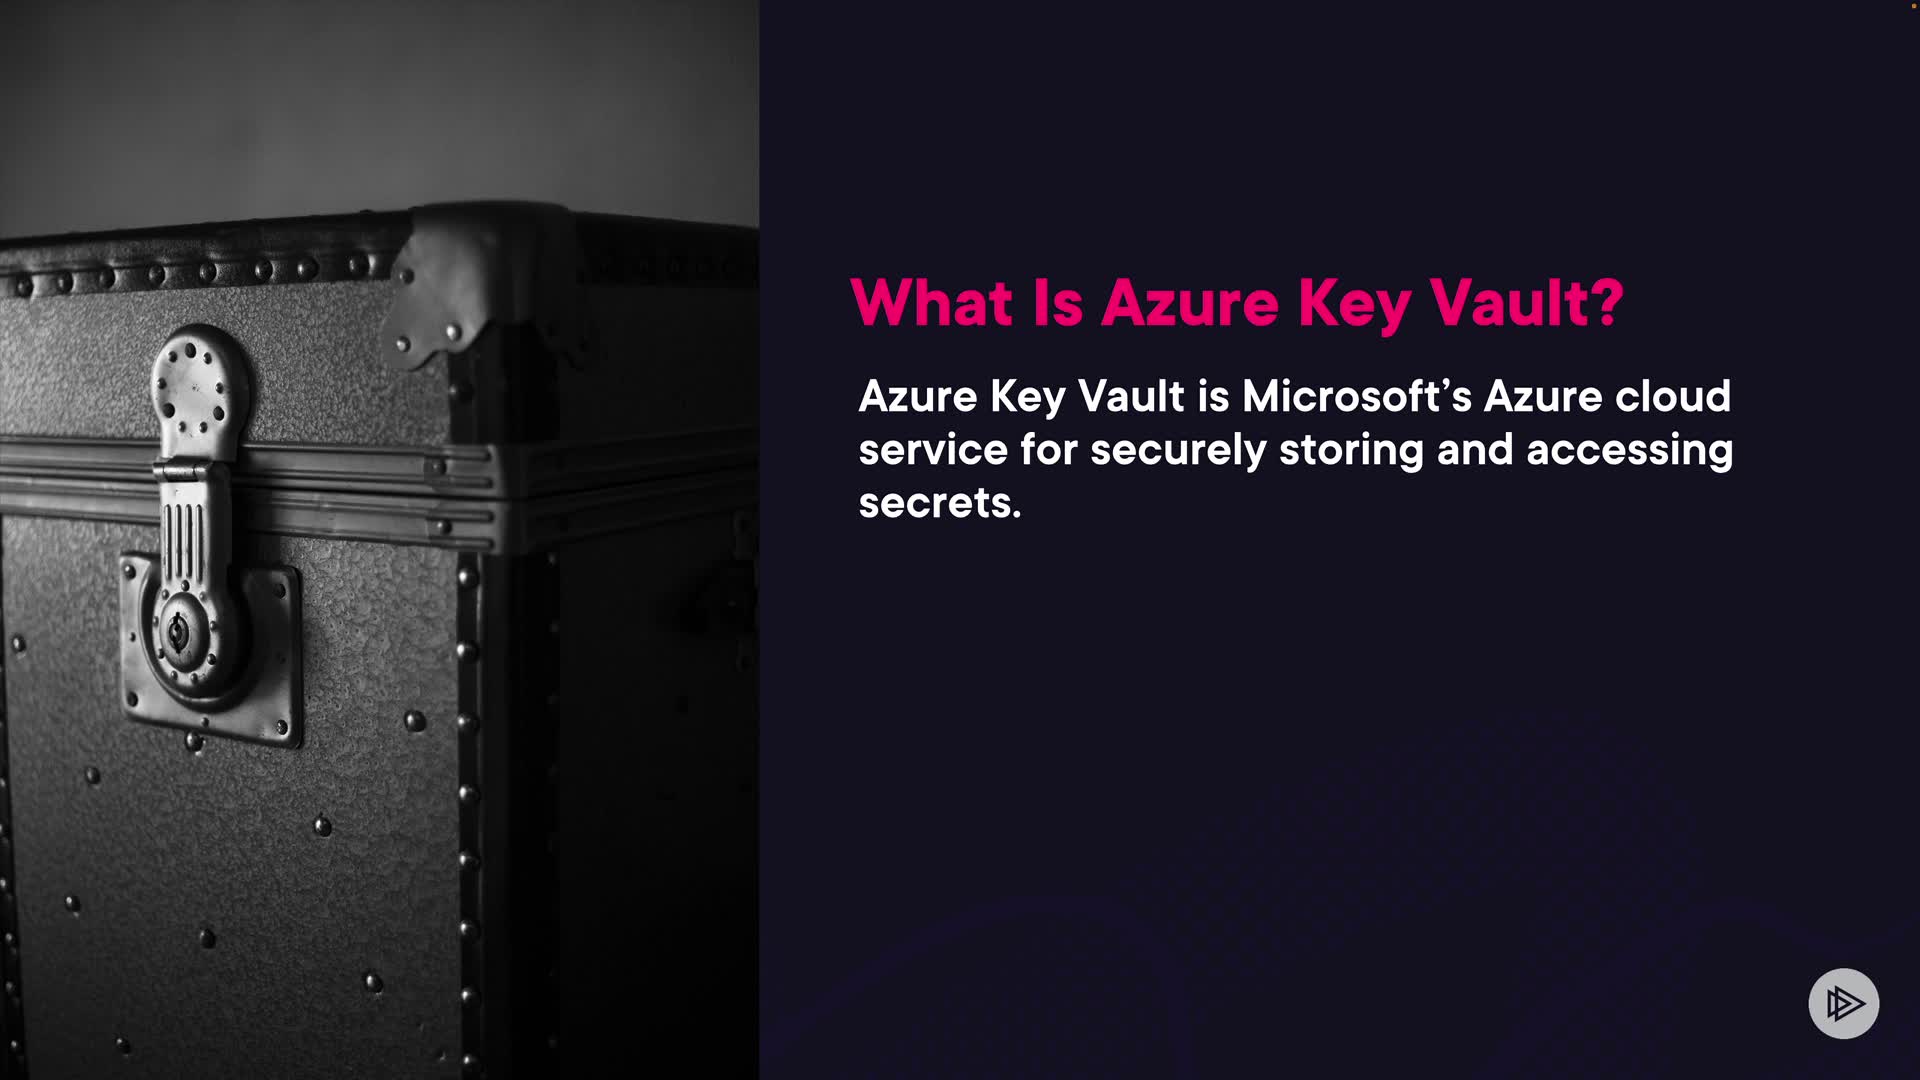 What Is Azure Key Vault?
Azure Key Vault is Microsoft’s Azure cloud
service for securely storing and accessing
secrets.